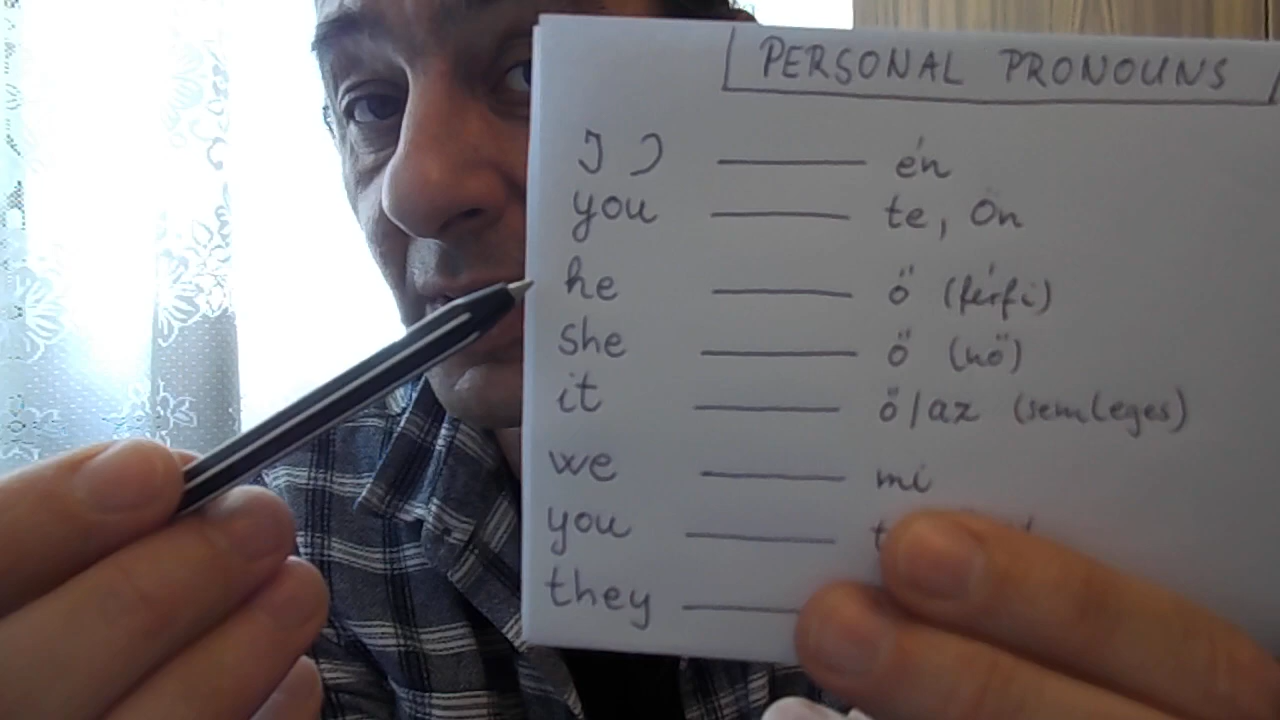 PERSONAL PRONOUNS
I I én
you te, Ön
he ő (férfi)
she ő (nő)
it ő/az (semleges)
we mi
you
they